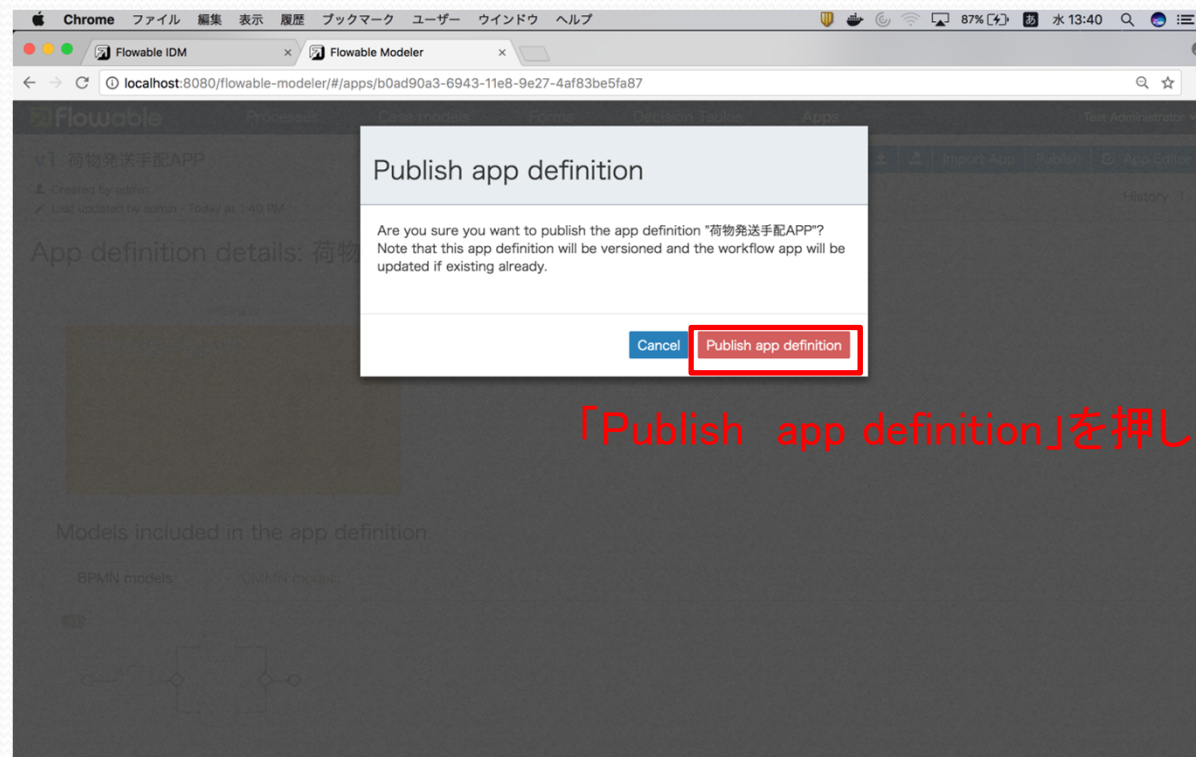 Chrome ファイル 編集 表示 履歴 ブックマーク ユーザー ウインドウ ヘルプ 87% あ 水13:40
Flowable IDM × Flowable Modeler ×
localhost:8080/flowable-modeler/#/apps/b0ad90a3-6943-11e8-9e27-4af83be5fa87
Flowable Processes Case models Forms Decision Tables Apps Test Administrator
v1 荷物発送手配APP Import App Publish App Editor
Created by admin
Last updated by admin - Today at 1:40 PM History 1
App definition details: 荷物
Publish app definition
Are you sure you want to publish the app definition "荷物発送手配APP"?
Note that this app definition will be versioned and the workflow app will be
updated if existing already.
Cancel Publish app definition
「Publish　app definition」を押し
Models included in the app definition
BPMN models CMMN models